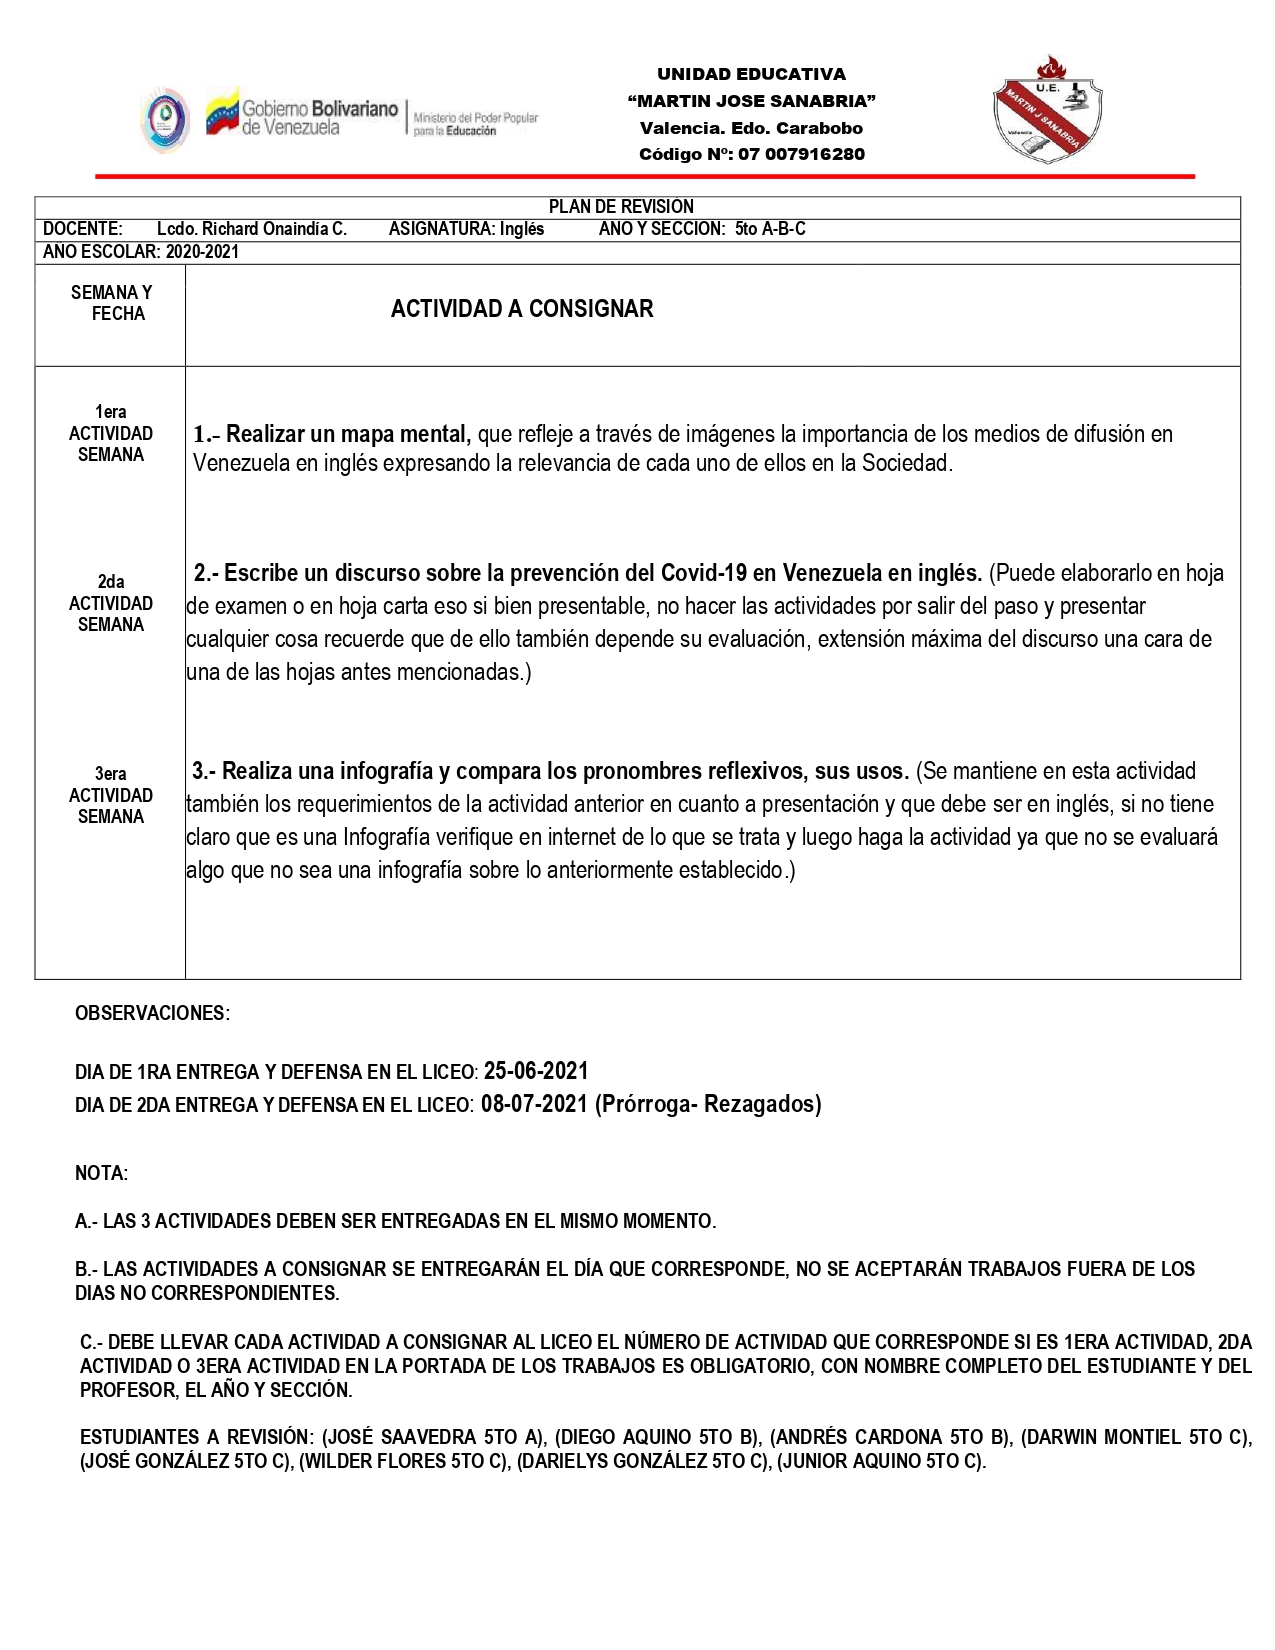 Gobierno Bolivariano
de Venezuela
Ministerio del Poder Popular
para la Educación
UNIDAD EDUCATIVA
“MARTIN JOSE SANABRIA”
Valencia. Edo. Carabobo
Código Nº: 07 007916280
U.E.
MARTIN J SANABRIA
Valencia
PLAN DE REVISIÓN
DOCENTE: Lcdo. Richard Onaindía C. ASIGNATURA: Inglés AÑO Y SECCIÓN: 5to A-B-C
AÑO ESCOLAR: 2020-2021
SEMANA Y
FECHA
ACTIVIDAD A CONSIGNAR
1era
ACTIVIDAD
SEMANA
1.- Realizar un mapa mental, que refleje a través de imágenes la importancia de los medios de difusión en
Venezuela en inglés expresando la relevancia de cada uno de ellos en la Sociedad.
2da
ACTIVIDAD
SEMANA
2.- Escribe un discurso sobre la prevención del Covid-19 en Venezuela en inglés. (Puede elaborarlo en hoja
de examen o en hoja carta eso si bien presentable, no hacer las actividades por salir del paso y presentar
cualquier cosa recuerde que de ello también depende su evaluación, extensión máxima del discurso una cara de
una de las hojas antes mencionadas.)
3era
ACTIVIDAD
SEMANA
3.- Realiza una infografía y compara los pronombres reflexivos, sus usos. (Se mantiene en esta actividad
también los requerimientos de la actividad anterior en cuanto a presentación y que debe ser en inglés, si no tiene
claro que es una Infografía verifique en internet de lo que se trata y luego haga la actividad ya que no se evaluará
algo que no sea una infografía sobre lo anteriormente establecido.)
OBSERVACIONES:
DIA DE 1RA ENTREGA Y DEFENSA EN EL LICEO: 25-06-2021
DIA DE 2DA ENTREGA Y DEFENSA EN EL LICEO: 08-07-2021 (Prórroga- Rezagados)
NOTA:
A.- LAS 3 ACTIVIDADES DEBEN SER ENTREGADAS EN EL MISMO MOMENTO.
B.- LAS ACTIVIDADES A CONSIGNAR SE ENTREGARÁN EL DÍA QUE CORRESPONDE, NO SE ACEPTARÁN TRABAJOS FUERA DE LOS
DIAS NO CORRESPONDIENTES.
C.- DEBE LLEVAR CADA ACTIVIDAD A CONSIGNAR AL LICEO EL NÚMERO DE ACTIVIDAD QUE CORRESPONDE SI ES 1ERA ACTIVIDAD, 2DA
ACTIVIDAD O 3ERA ACTIVIDAD EN LA PORTADA DE LOS TRABAJOS ES OBLIGATORIO, CON NOMBRE COMPLETO DEL ESTUDIANTE Y DEL
PROFESOR, EL AÑO Y SECCIÓN.
ESTUDIANTES A REVISIÓN: (JOSÉ SAAVEDRA 5TO A), (DIEGO AQUINO 5TO B), (ANDRÉS CARDONA 5TO B), (DARWIN MONTIEL 5TO C),
(JOSÉ GONZÁLEZ 5TO C), (WILDER FLORES 5TO C), (DARIELYS GONZÁLEZ 5TO C), (JUNIOR AQUINO 5TO C).